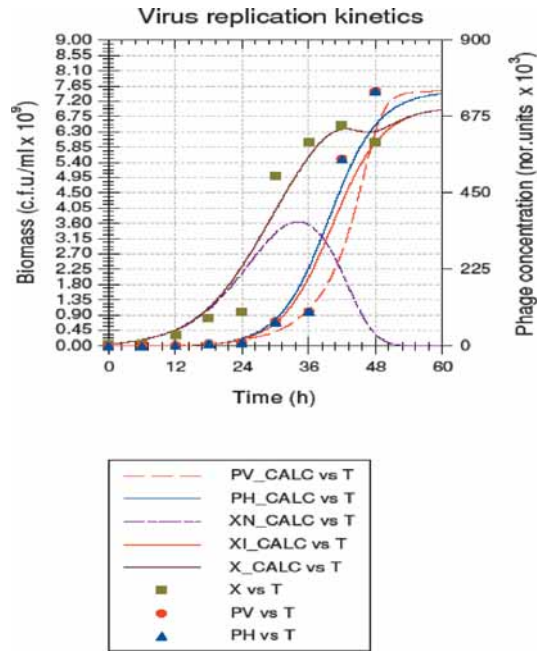 Virus replication kinetics
9.00
8.55
8.10
7.65
7.20
6.75
6.30
5.85
5.40
4.95
4.50
4.05
3.60
3.15
2.70
2.25
1.80
1.35
0.90
0.45
0.00
Biomass (c.f.u/ml x 10⁹)
900
675
450
225
0
Phage concentration (nor.units x 10³)
0 12 24 36 48 60
Time (h)
PV_CALC vs T
PH_CALC vs T
XN_CALC vs T
XI_CALC vs T
X_CALC vs T
X vs T
PV vs T
PH vs T